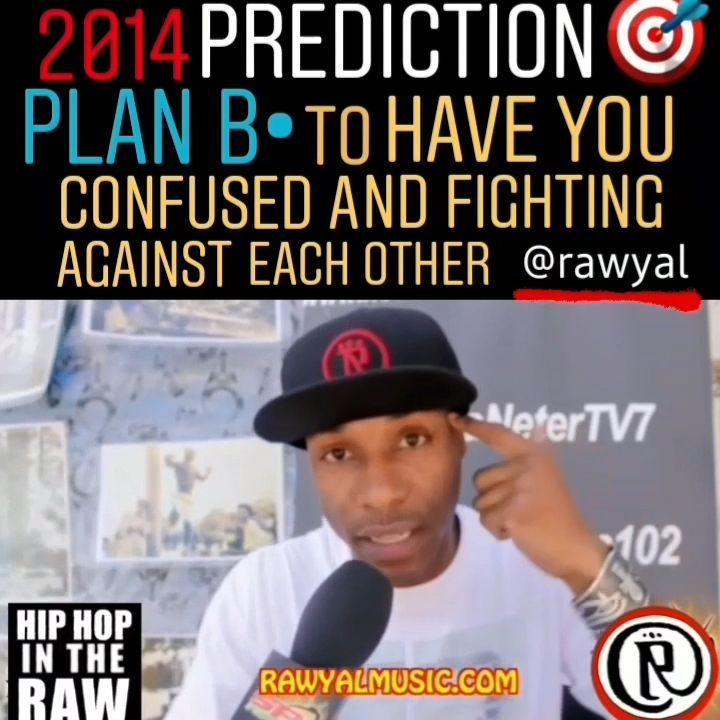 2014 PREDICTION
PLAN B• TO HAVE YOU
CONFUSED AND FIGHTING
AGAINST EACH OTHER @rawyal
NeterTV7
102
HIP HOP
IN THE
RAW
RAWYALMUSIC.COM